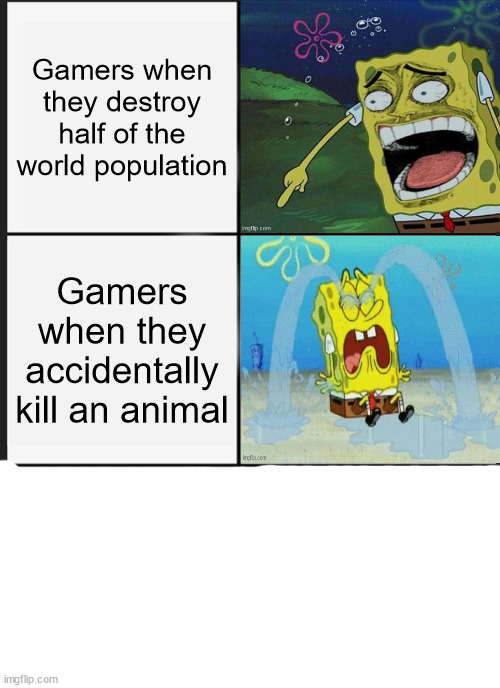 Gamers when
they destroy
half of the
world population
imgflip.com
Gamers
when they
accidentally
kill an animal
imgflip.com
imgflip.com